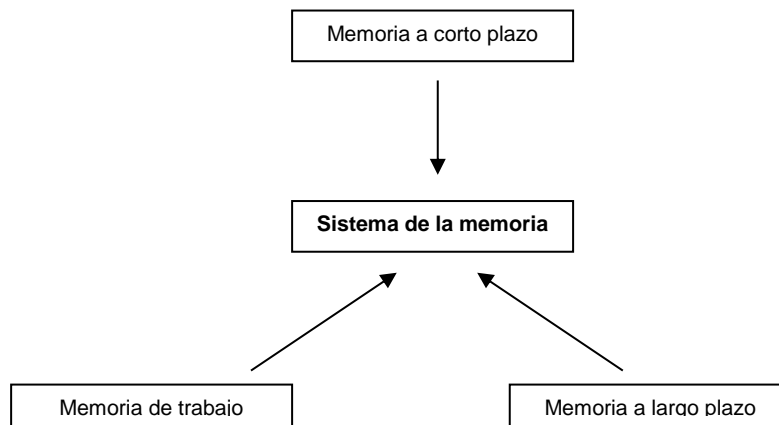 Memoria a corto plazo
Sistema de la memoria
Memoria de trabajo
Memoria a largo plazo